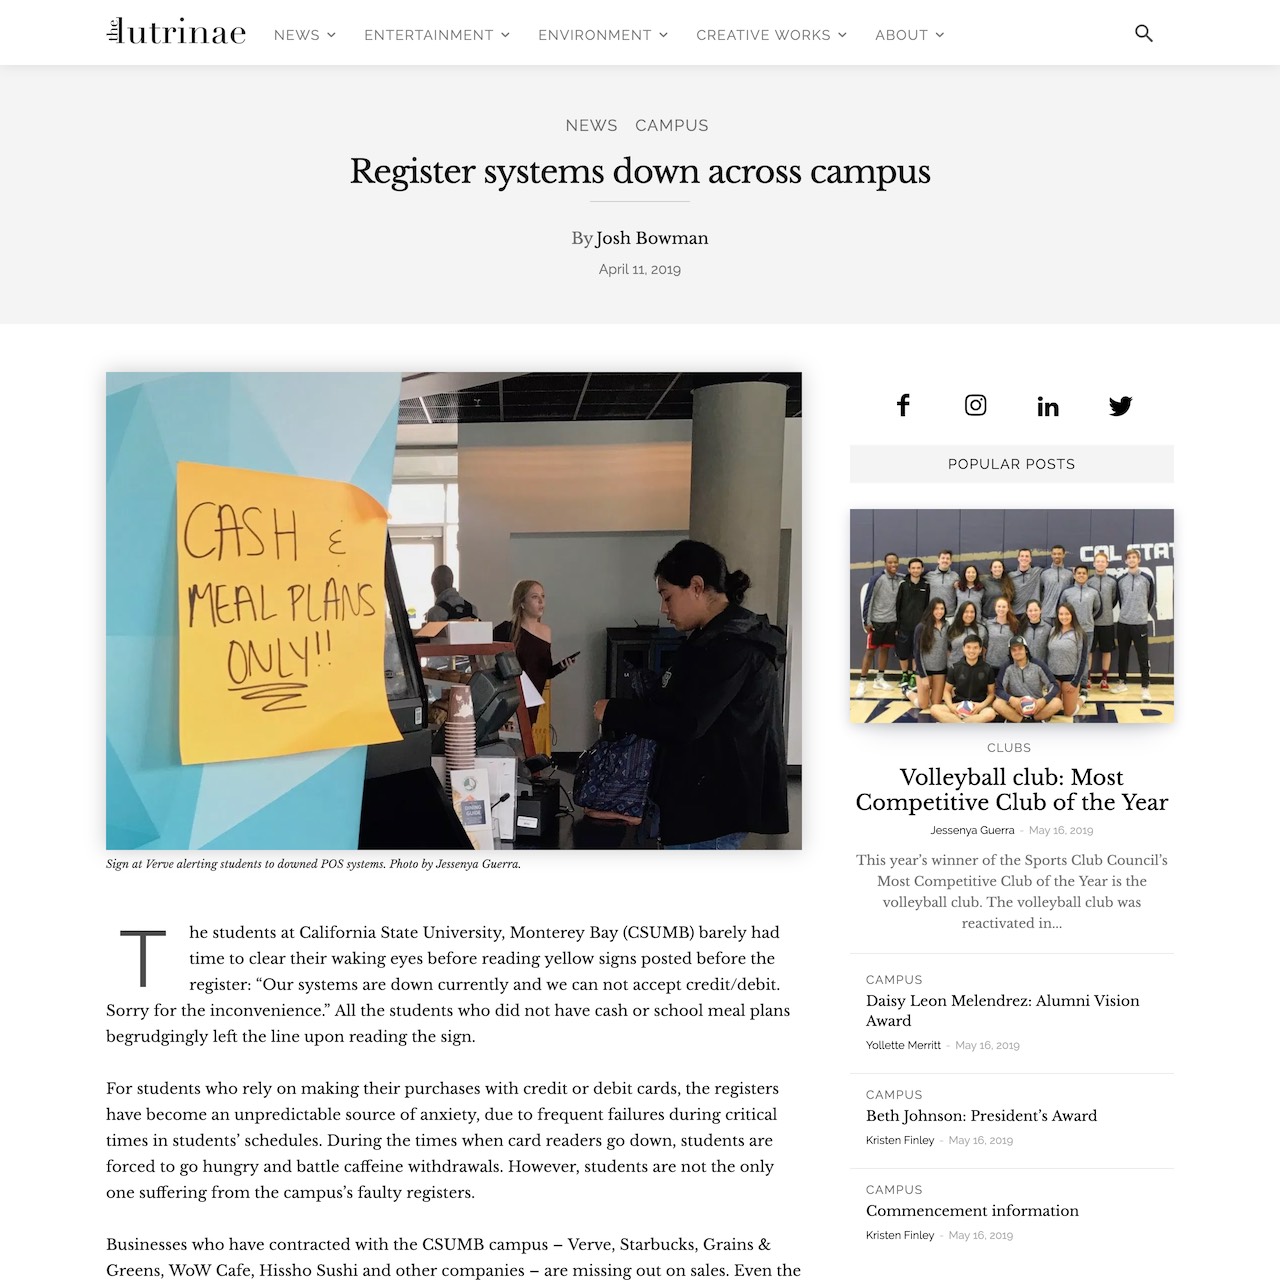 the lutrinae
NEWS
ENTERTAINMENT
ENVIRONMENT
CREATIVE WORKS
ABOUT
NEWS CAMPUS
Register systems down across campus
By Josh Bowman
April 11, 2019
CASH &
MEAL PLANS
ONLY!!
Sign at Verve alerting students to downed POS systems. Photo by Jessenya Guerra.
The students at California State University, Monterey Bay (CSUMB) barely had
time to clear their waking eyes before reading yellow signs posted before the
register: “Our systems are down currently and we can not accept credit/debit.
Sorry for the inconvenience.” All the students who did not have cash or school meal plans
begrudgingly left the line upon reading the sign.
For students who rely on making their purchases with credit or debit cards, the registers
have become an unpredictable source of anxiety, due to frequent failures during critical
times in students’ schedules. During the times when card readers go down, students are
forced to go hungry and battle caffeine withdrawals. However, students are not the only
one suffering from the campus’s faulty registers.
Businesses who have contracted with the CSUMB campus – Verve, Starbucks, Grains &
Greens, WoW Cafe, Hissho Sushi and other companies – are missing out on sales. Even the
POPULAR POSTS
CAL STAT
CLUBS
Volleyball club: Most
Competitive Club of the Year
Jessenya Guerra - May 16, 2019
This year’s winner of the Sports Club Council’s
Most Competitive Club of the Year is the
volleyball club. The volleyball club was
reactivated in...
CAMPUS
Daisy Leon Melendrez: Alumni Vision
Award
Yollette Merritt - May 16, 2019
CAMPUS
Beth Johnson: President’s Award
Kristen Finley - May 16, 2019
CAMPUS
Commencement information
Kristen Finley - May 16, 2019